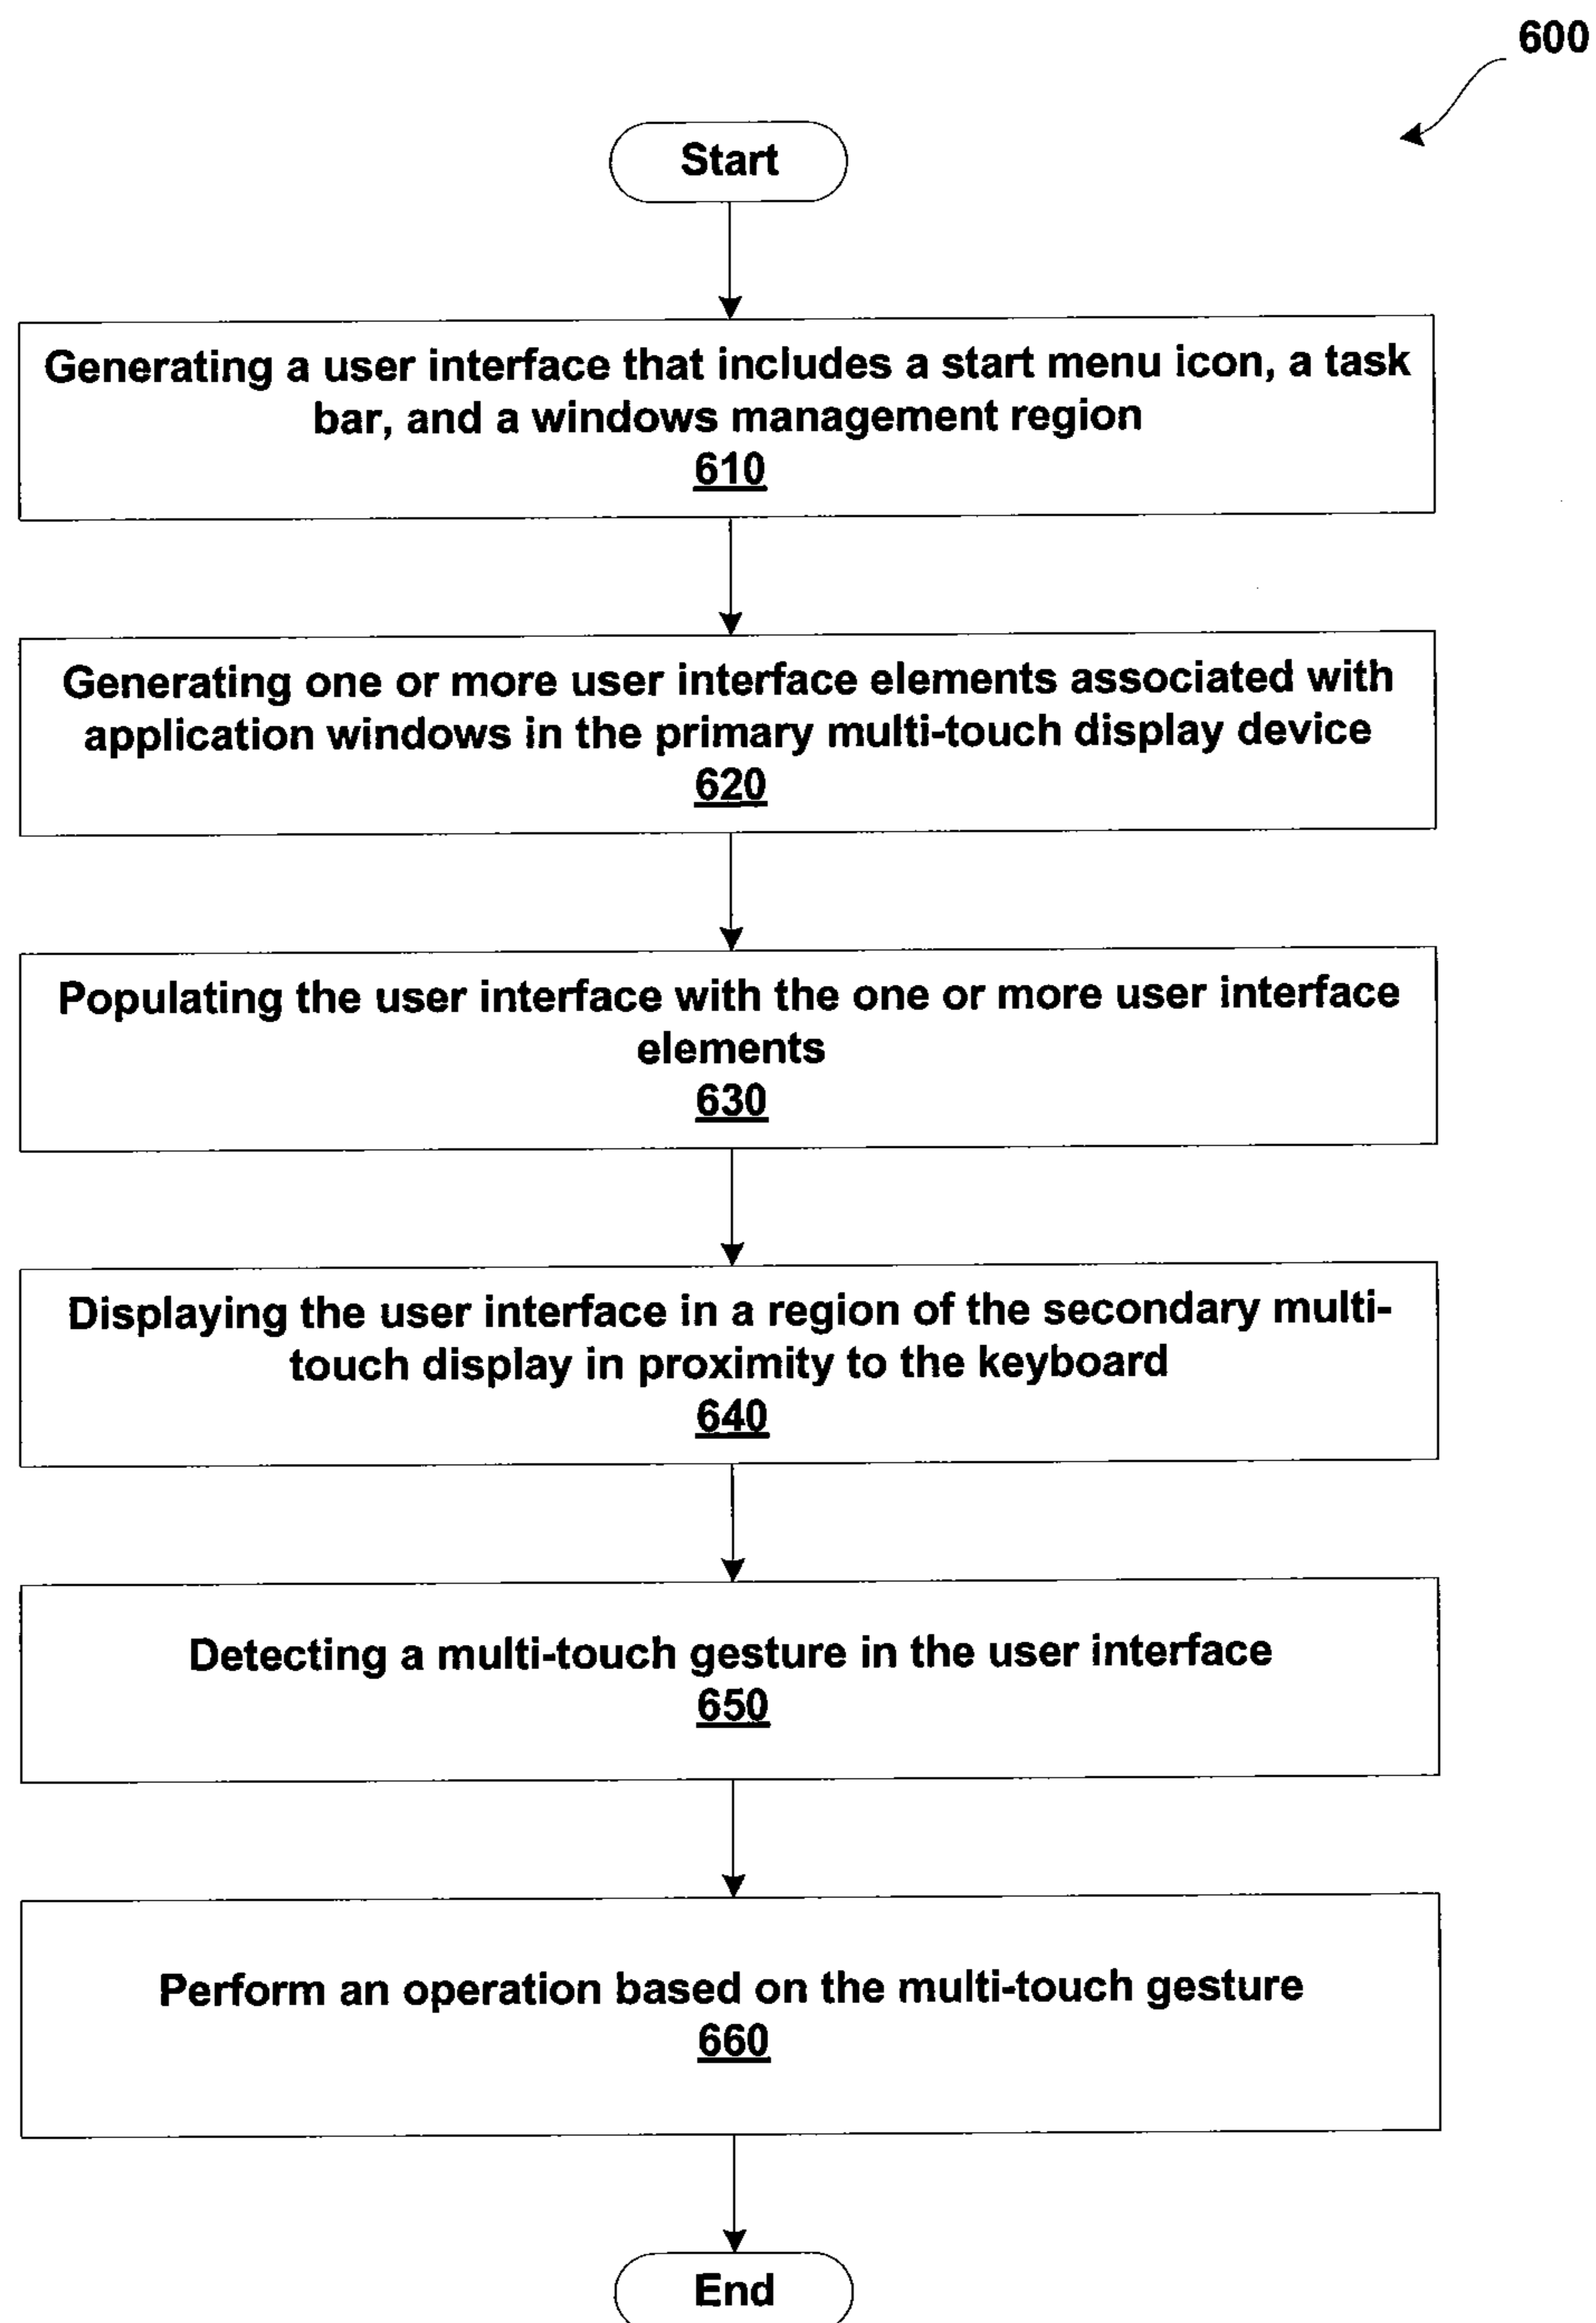 600
Start
Generating a user interface that includes a start menu icon, a task
bar, and a windows management region
610
Generating one or more user interface elements associated with
application windows in the primary multi-touch display device
620
Populating the user interface with the one or more user interface
elements
630
Displaying the user interface in a region of the secondary multi-
touch display in proximity to the keyboard
640
Detecting a multi-touch gesture in the user interface
650
Perform an operation based on the multi-touch gesture
660
End